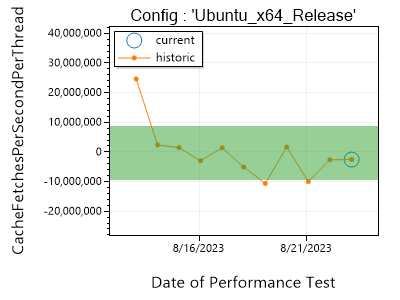 Config : 'Ubuntu_x64_Release'
CacheFetchesPerSecondPerThread
current
historic
40,000,000
30,000,000
20,000,000
10,000,000
0
-10,000,000
-20,000,000
8/16/2023
8/21/2023
Date of Performance Test